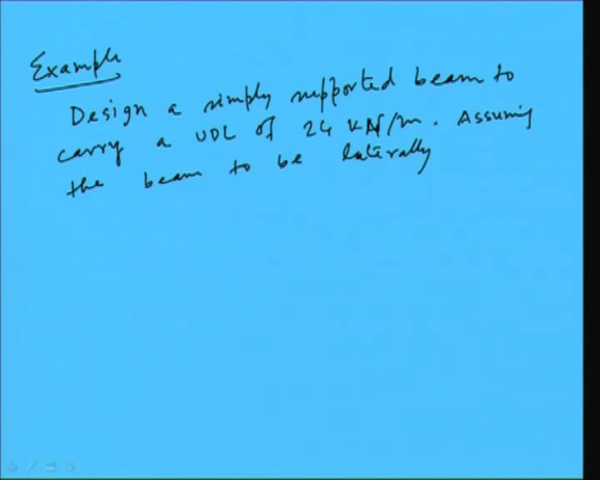 Example
Design a simply supported beam to
carry a UDL of 24 kN/m. Assuming
the beam to be laterally